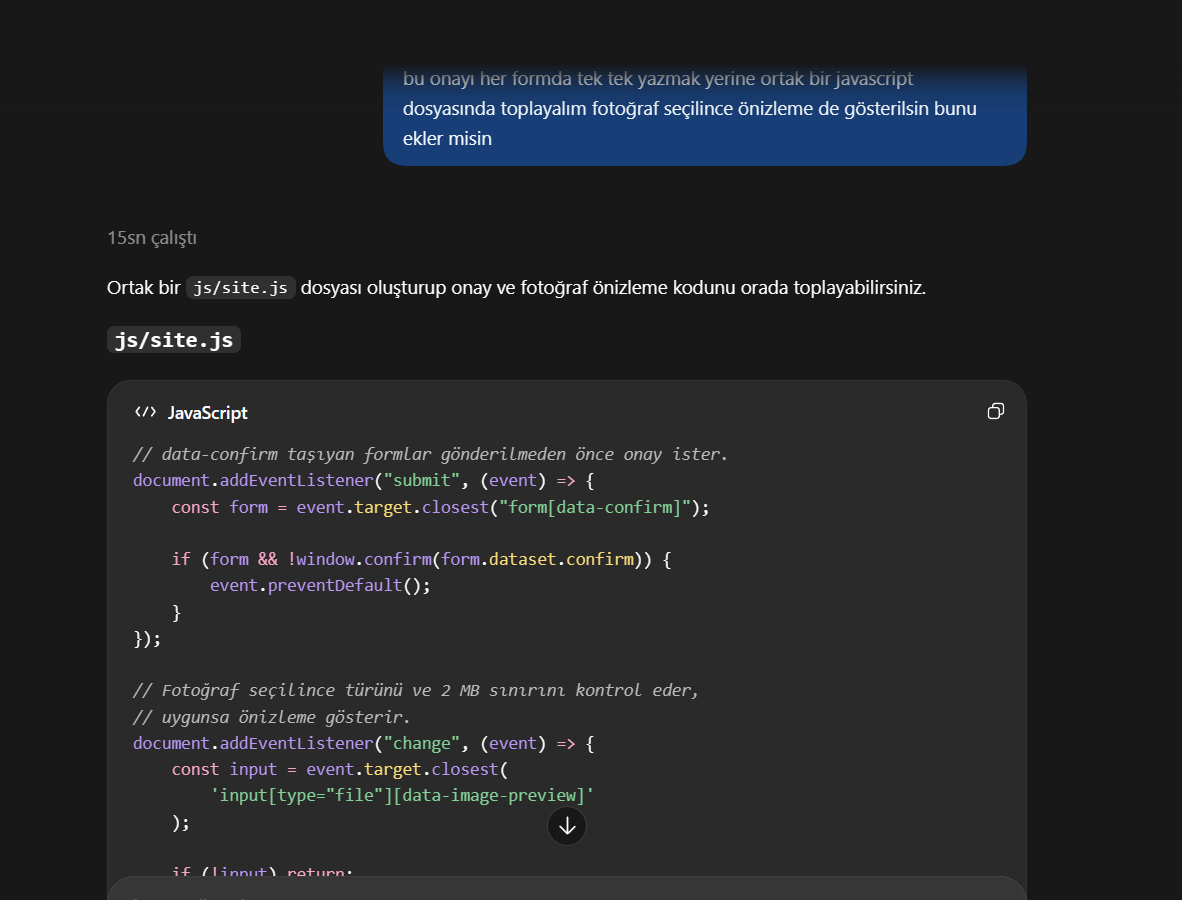 bu onayı her formda tek tek yazmak yerine ortak bir javascript
dosyasında toplayalım fotoğraf seçilince önizleme de gösterilsin bunu
ekler misin
15sn çalıştı
Ortak bir js/site.js dosyası oluşturup onay ve fotoğraf önizleme kodunu orada toplayabilirsiniz.
js/site.js
</> JavaScript
// data-confirm taşıyan formlar gönderilmeden önce onay ister.
document.addEventListener("submit", (event) => {
    const form = event.target.closest("form[data-confirm]");
    if (form && !window.confirm(form.dataset.confirm)) {
        event.preventDefault();
    }
});
// Fotoğraf seçilince türünü ve 2 MB sınırını kontrol eder,
// uygunsa önizleme gösterir.
document.addEventListener("change", (event) => {
    const input = event.target.closest(
        'input[type="file"][data-image-preview]'
    );
    if (!input) return;